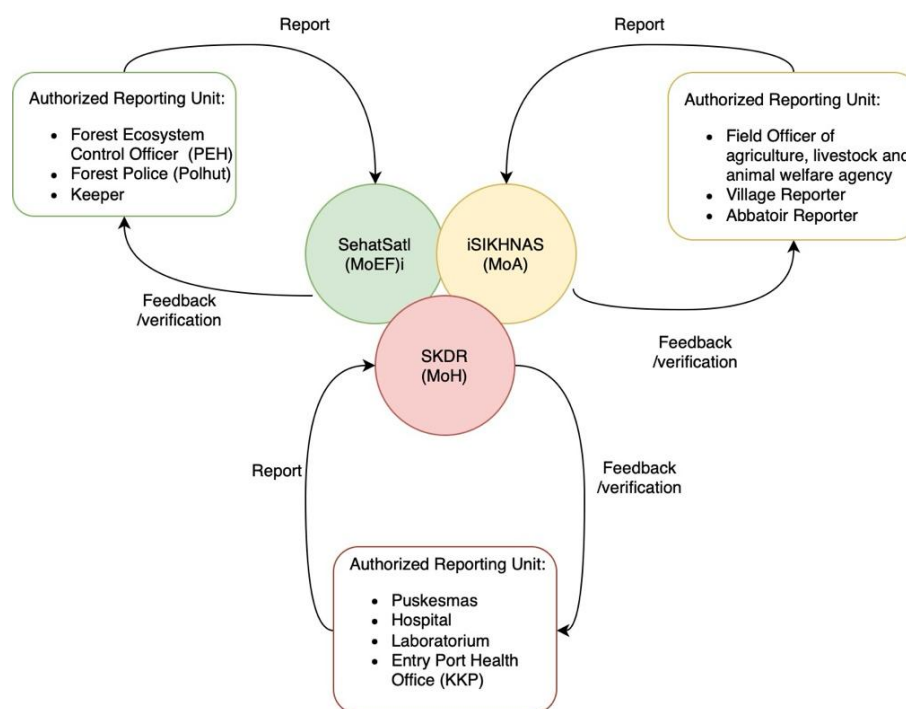 Report
Report
Authorized Reporting Unit:
• Forest Ecosystem
Control Officer (PEH)
• Forest Police (Polhut)
• Keeper
Authorized Reporting Unit:
• Field Officer of
agriculture, livestock and
animal welfare agency
• Village Reporter
• Abbatoir Reporter
SehatSatl
(MoEF)i
iSIKHNAS
(MoA)
Feedback
/verification
Feedback
/verification
SKDR
(MoH)
Report
Feedback
/verification
Authorized Reporting Unit:
• Puskesmas
• Hospital
• Laboratorium
• Entry Port Health
Office (KKP)